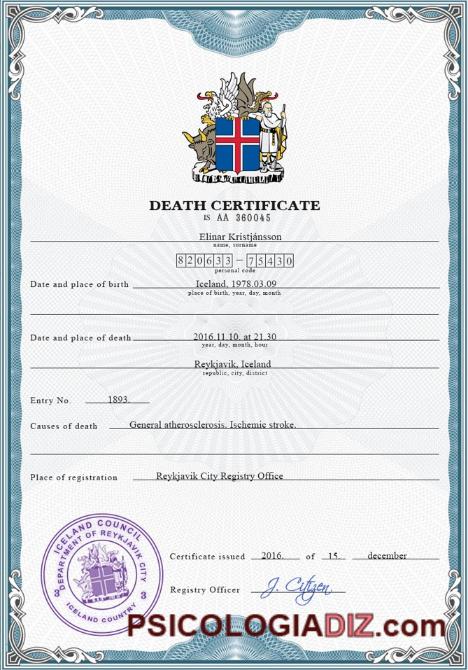 DEATH CERTIFICATE
IS AA 360045
Elinar Kristjánsson
name, surname
820633-75430
personal code
Date and place of birth Iceland, 1978.03.09
place of birth, year, day, month
Date and place of death 2016.11.10. at 21.30
year, day, month, hour
Reykjavik, Iceland
republic, city, district
Entry No. 1893.
Causes of death General atherosclerosis. Ischemic stroke.
Place of registration Reykjavik City Registry Office
ICELAND COUNCIL
DEPARTMENT OF REYKJAVIK CITY
3 3
ICELAND COUNTRY
Certificate issued 2016. of 15. december
Registry Officer J. Citizen
PSICOLOGIADIZ.com